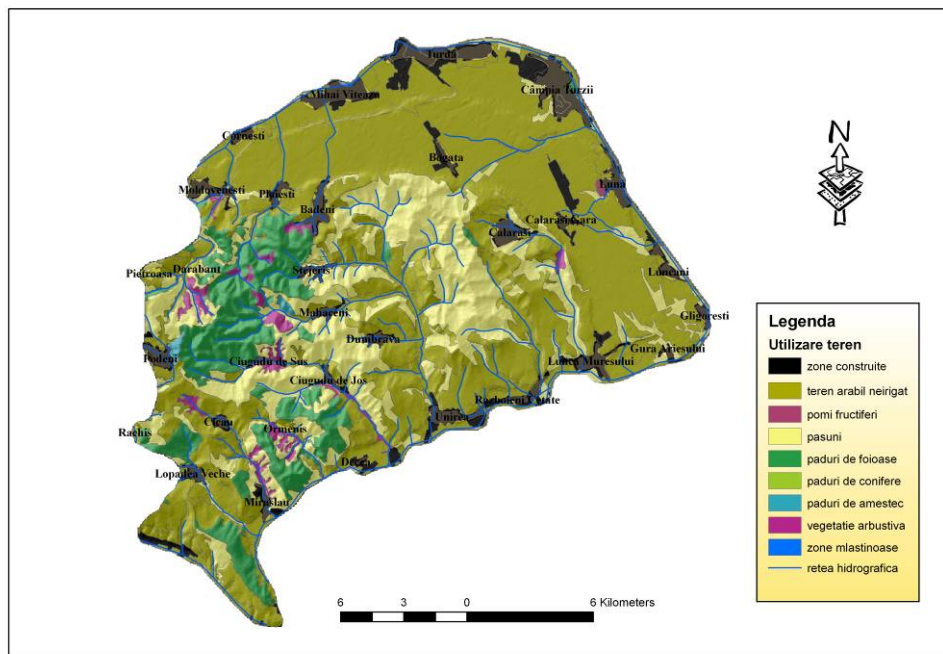 Turda
Mihai Viteazu
Câmpia Turzii
Cornesti
Bogata
Moldovenesti
Plaiesti
Luna
Badeni
Calarasi Gara
Calarasi
Pietroasa
Darabant
Stejeris
Luncani
Mahaceni
Gligoresti
Dumbrava
Podeni
Gura Ariesului
Ciugudu de Sus
Lunca Muresului
Ciugudu de Jos
Razboieni Cetate
Unirea
Rachis
Cicau
Ormenis
Decea
Lopadea Veche
Miraslau
N
Legenda
Utilizare teren
zone construite
teren arabil neirigat
pomi fructiferi
pasuni
paduri de foioase
paduri de conifere
paduri de amestec
vegetatie arbustiva
zone mlastinoase
retea hidrografica
6 3 0 6 Kilometers